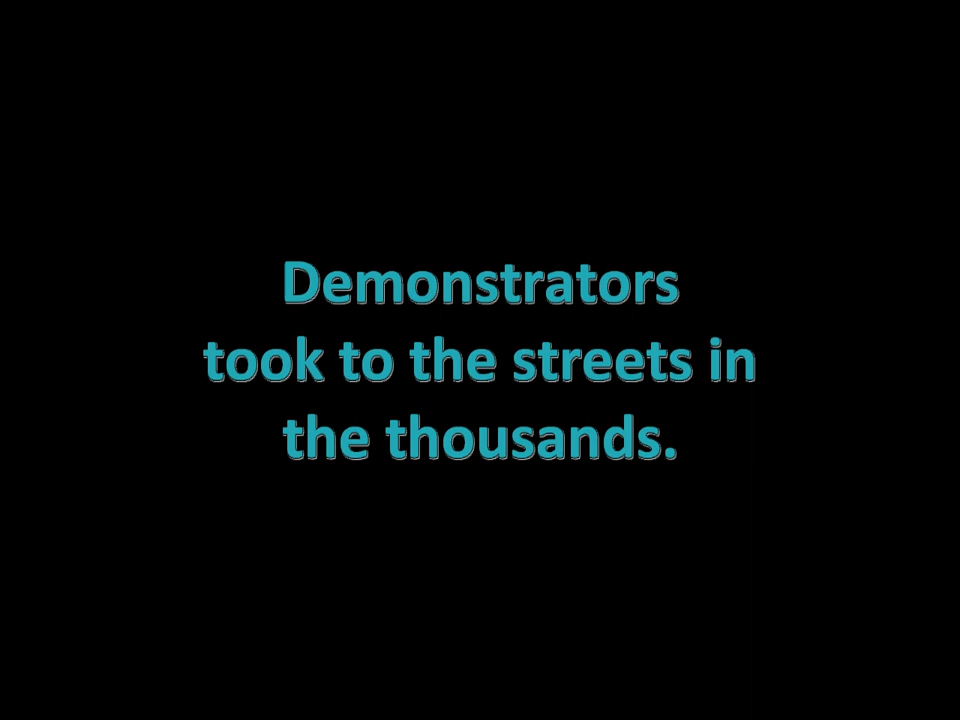 Demonstrators
took to the streets in
the thousands.